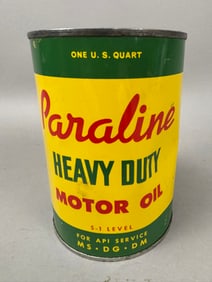 ONE U. S. QUART
Paraline
HEAVY DUTY
MOTOR OIL
S-1 LEVEL
FOR API SERVICE
MS • DG • DM